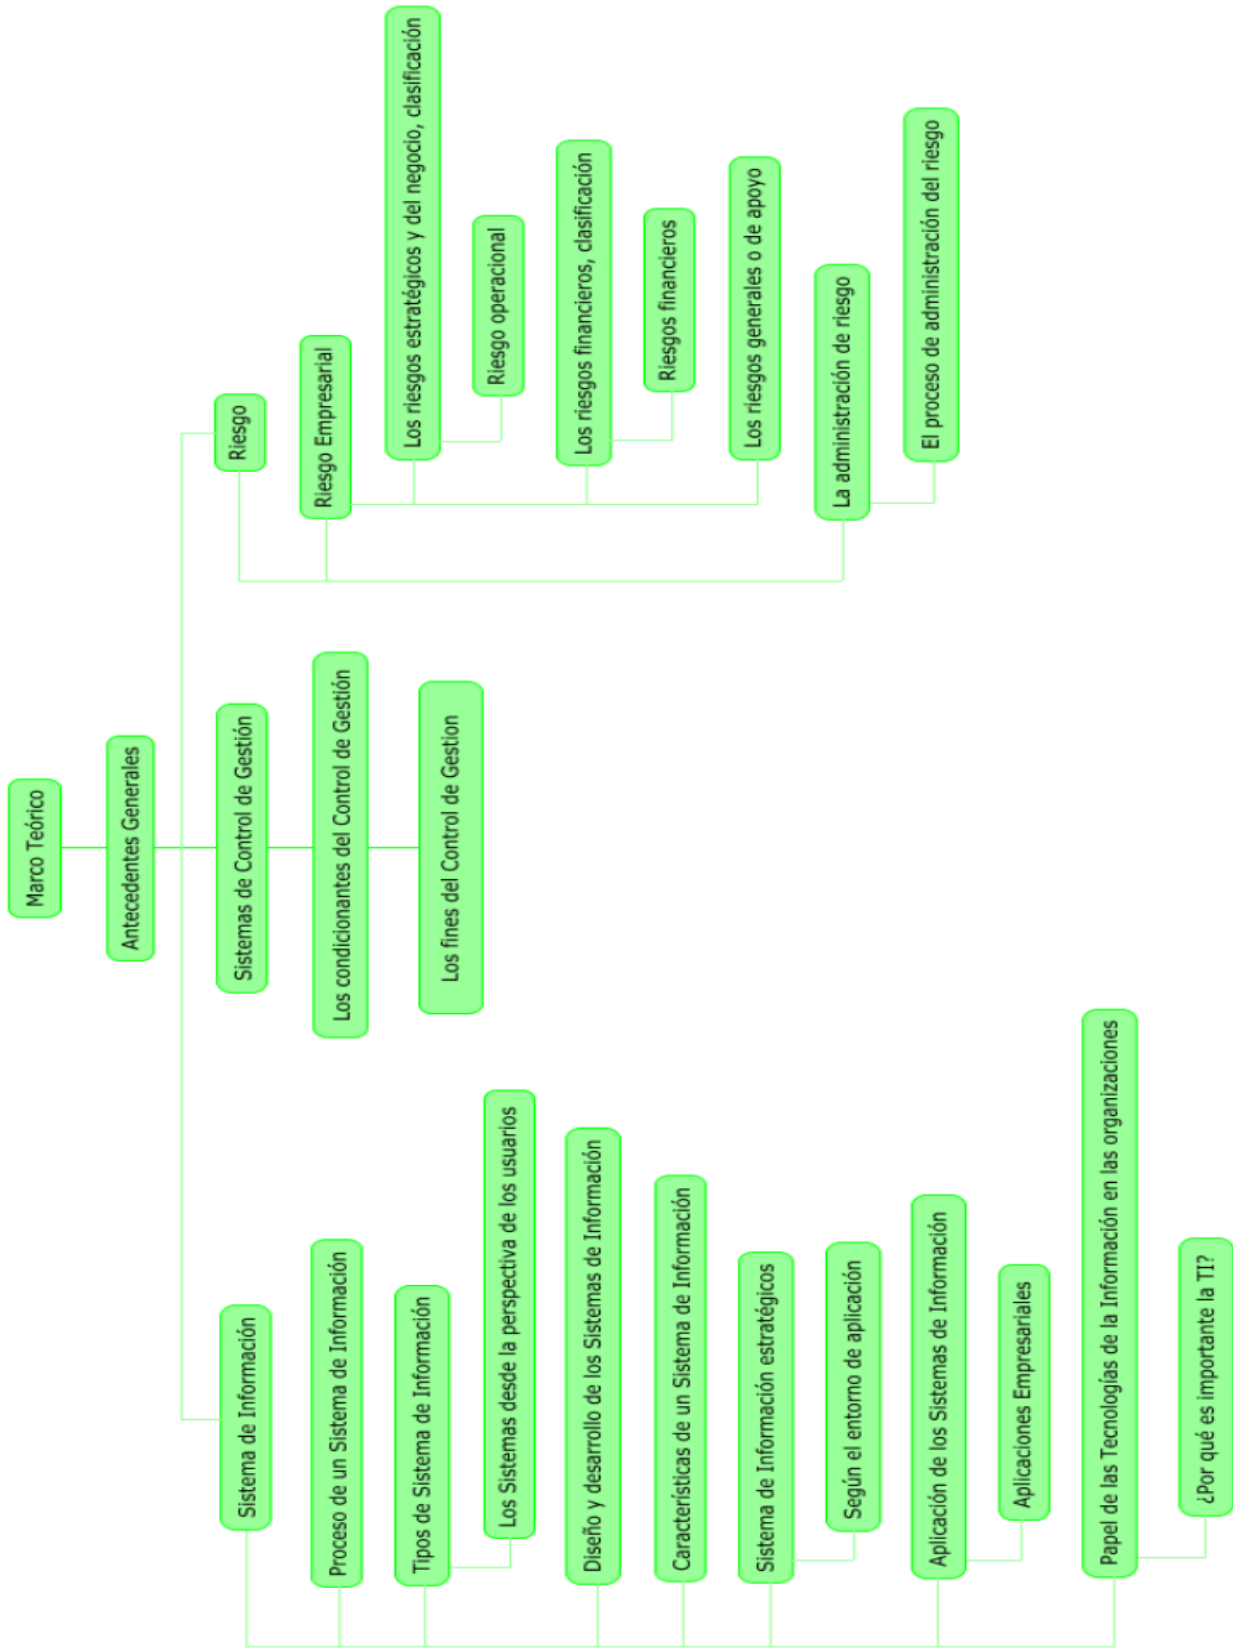 Marco Teórico
Antecedentes Generales
Sistema de Información
Proceso de un Sistema de Información
Tipos de Sistema de Información
Los Sistemas desde la perspectiva de los usuarios
Diseño y desarrollo de los Sistemas de Información
Características de un Sistema de Información
Sistema de Información estratégicos
Según el entorno de aplicación
Aplicación de los Sistemas de Información
Aplicaciones Empresariales
Papel de las Tecnologías de la Información en las organizaciones
¿Por qué es importante la TI?
Sistemas de Control de Gestión
Los condicionantes del Control de Gestión
Los fines del Control de Gestion
Riesgo
Riesgo Empresarial
Los riesgos estratégicos y del negocio, clasificación
Riesgo operacional
Los riesgos financieros, clasificación
Riesgos financieros
Los riesgos generales o de apoyo
La administración de riesgo
El proceso de administración del riesgo